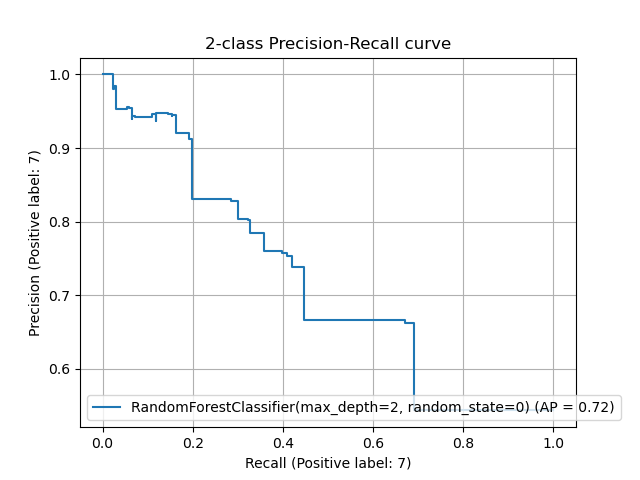 2-class Precision-Recall curve
Precision (Positive label: 7)
1.0
0.9
0.8
0.7
0.6
RandomForestClassifier(max_depth=2, random_state=0) (AP = 0.72)
0.0 0.2 0.4 0.6 0.8 1.0
Recall (Positive label: 7)